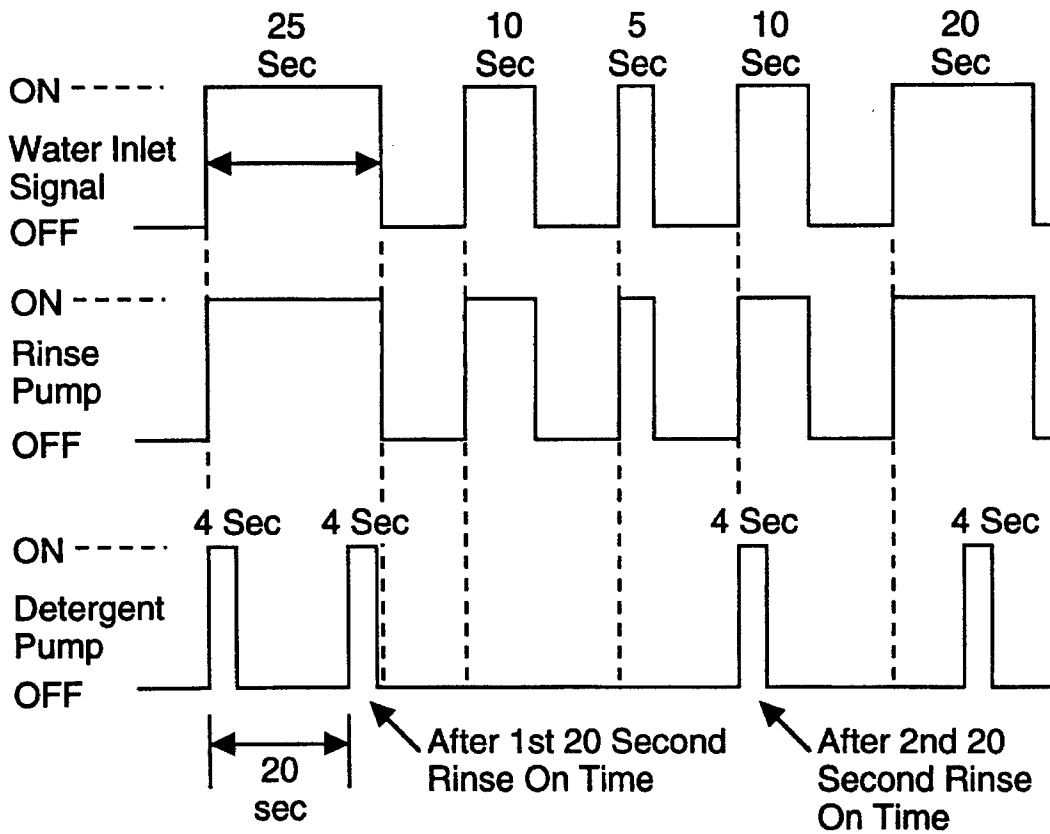 25
Sec
10
Sec
5
Sec
10
Sec
20
Sec
ON
Water Inlet
Signal
OFF
ON
Rinse
Pump
OFF
4 Sec
4 Sec
4 Sec
4 Sec
ON
Detergent
Pump
OFF
20
sec
After 1st 20 Second
Rinse On Time
After 2nd 20
Second Rinse
On Time